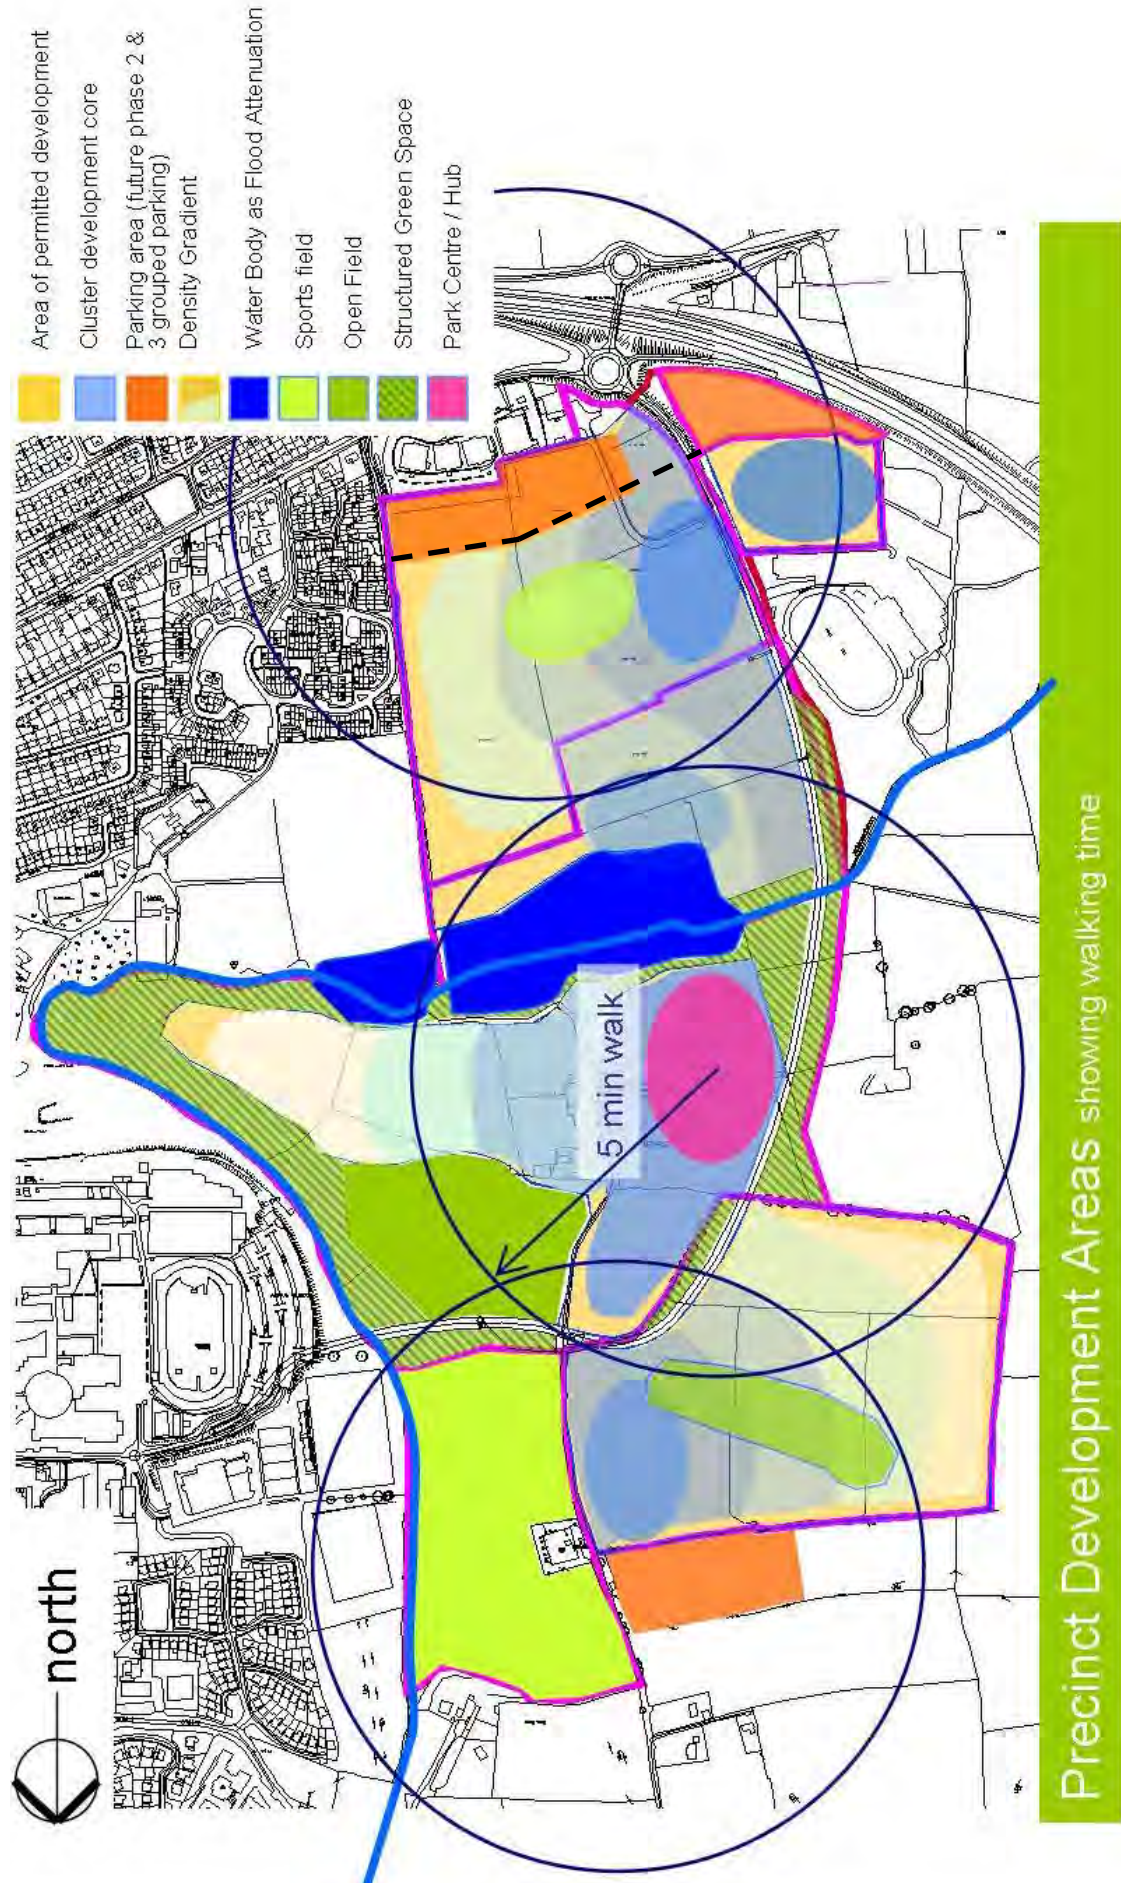 Area of permitted development
Cluster development core
Parking area (future phase 2 &
3 grouped parking)
Density Gradient
Water Body as Flood Attenuation
Sports field
Open Field
Structured Green Space
Park Centre / Hub
north
5 min walk
Precinct Development Areas showing walking time